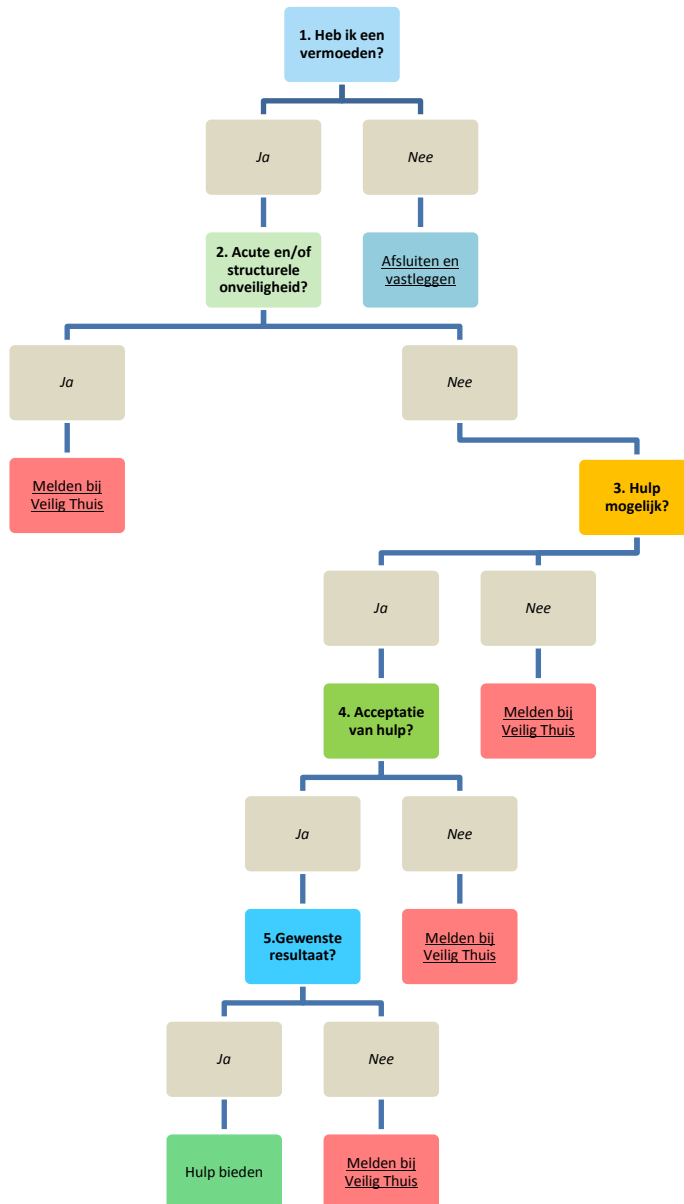 1. Heb ik een
vermoeden?
Ja
Nee
2. Acute en/of
structurele
onveiligheid?
Afsluiten en
vastleggen
Ja
Nee
Melden bij
Veilig Thuis
3. Hulp
mogelijk?
Ja
Nee
4. Acceptatie
van hulp?
Melden bij
Veilig Thuis
Ja
Nee
5.Gewenste
resultaat?
Melden bij
Veilig Thuis
Ja
Nee
Hulp bieden
Melden bij
Veilig Thuis